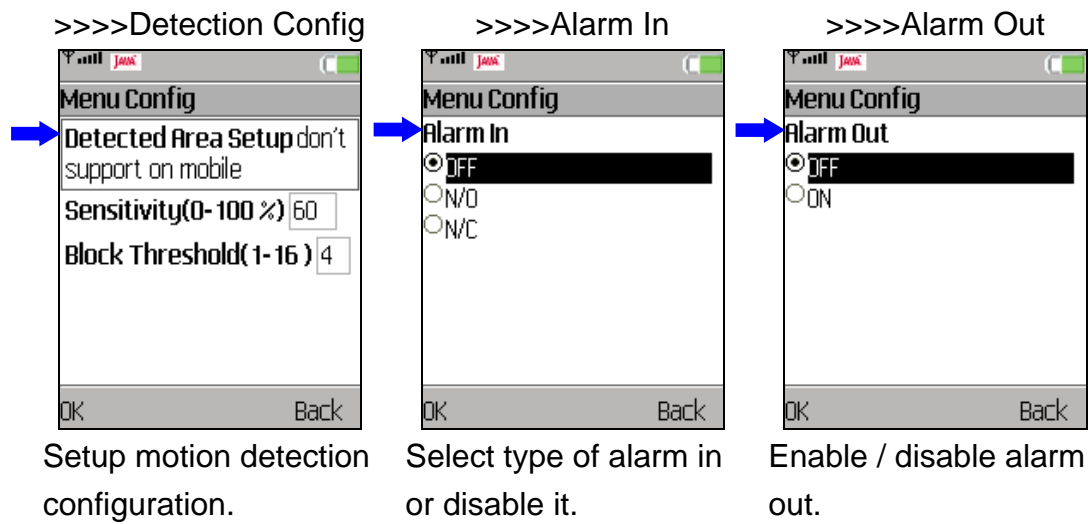 >>>>Detection Config
JAVA
Menu Config
Detected Area Setup don't
support on mobile
Sensitivity(0-100 %) 60
Block Threshold(1-16 ) 4
OK Back
Setup motion detection
configuration.
>>>>Alarm In
JAVA
Menu Config
Alarm In
OFF
N/O
N/C
OK Back
Select type of alarm in
or disable it.
>>>>Alarm Out
JAVA
Menu Config
Alarm Out
OFF
ON
OK Back
Enable / disable alarm
out.